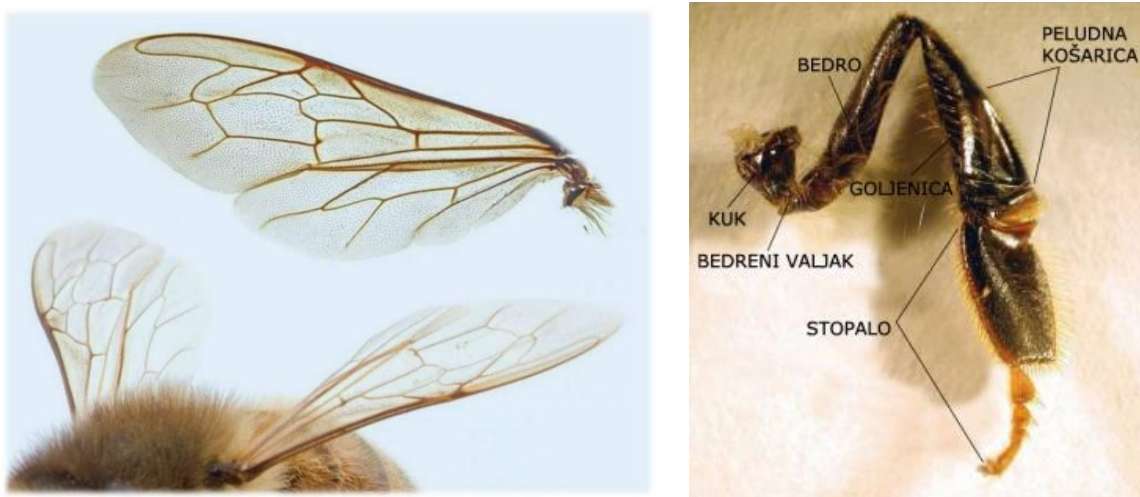 PELUDNA
KOŠARICA
BEDRO
GOLJENICA
KUK
BEDRENI VALJAK
STOPALO